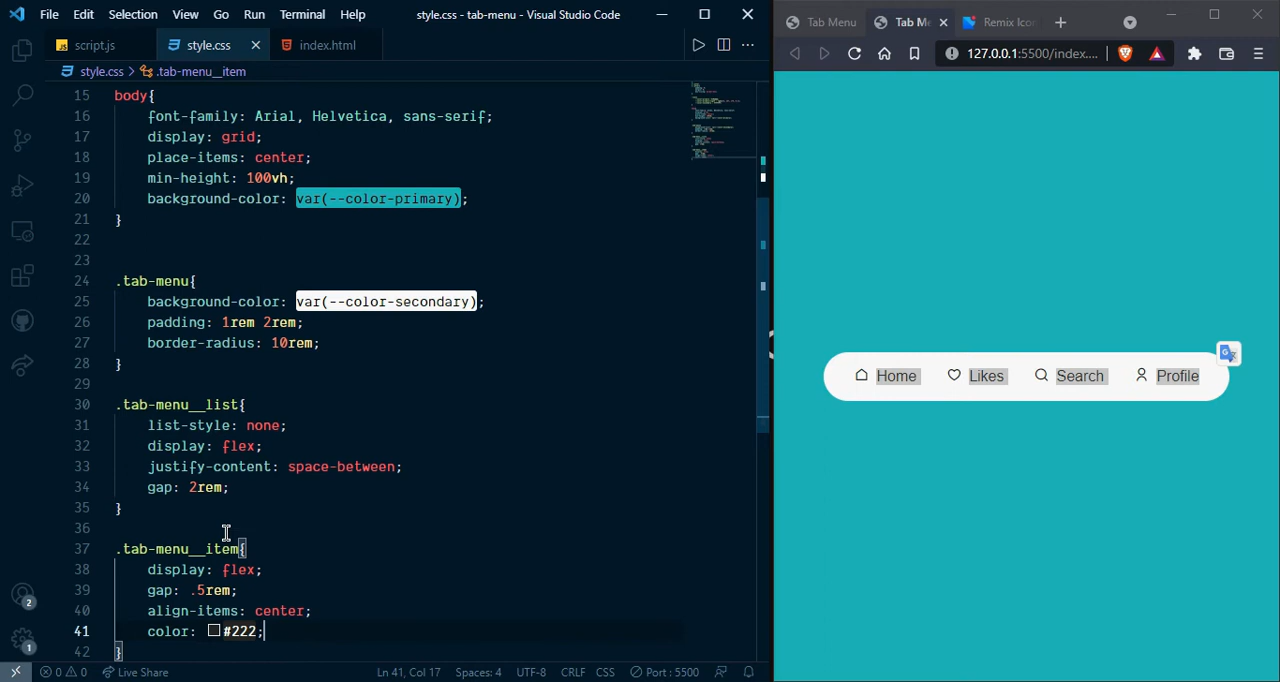 File Edit Selection View Go Run Terminal Help style.css - tab-menu - Visual Studio Code
script.js style.css index.html
style.css > .tab-menu__item
15 body{
16 font-family: Arial, Helvetica, sans-serif;
17 display: grid;
18 place-items: center;
19 min-height: 100vh;
20 background-color: var(--color-primary);
21 }
22
23
24 .tab-menu{
25 background-color: var(--color-secondary);
26 padding: 1rem 2rem;
27 border-radius: 10rem;
28 }
29
30 .tab-menu__list{
31 list-style: none;
32 display: flex;
33 justify-content: space-between;
34 gap: 2rem;
35 }
36
37 .tab-menu__item{
38 display: flex;
39 gap: .5rem;
40 align-items: center;
41 color: #222;
42 }
2
1
0 0 Live Share Ln 41, Col 17 Spaces: 4 UTF-8 CRLF CSS Port : 5500
Tab Menu Tab Me Remix Icon
127.0.0.1:5500/index....
Home Likes Search Profile